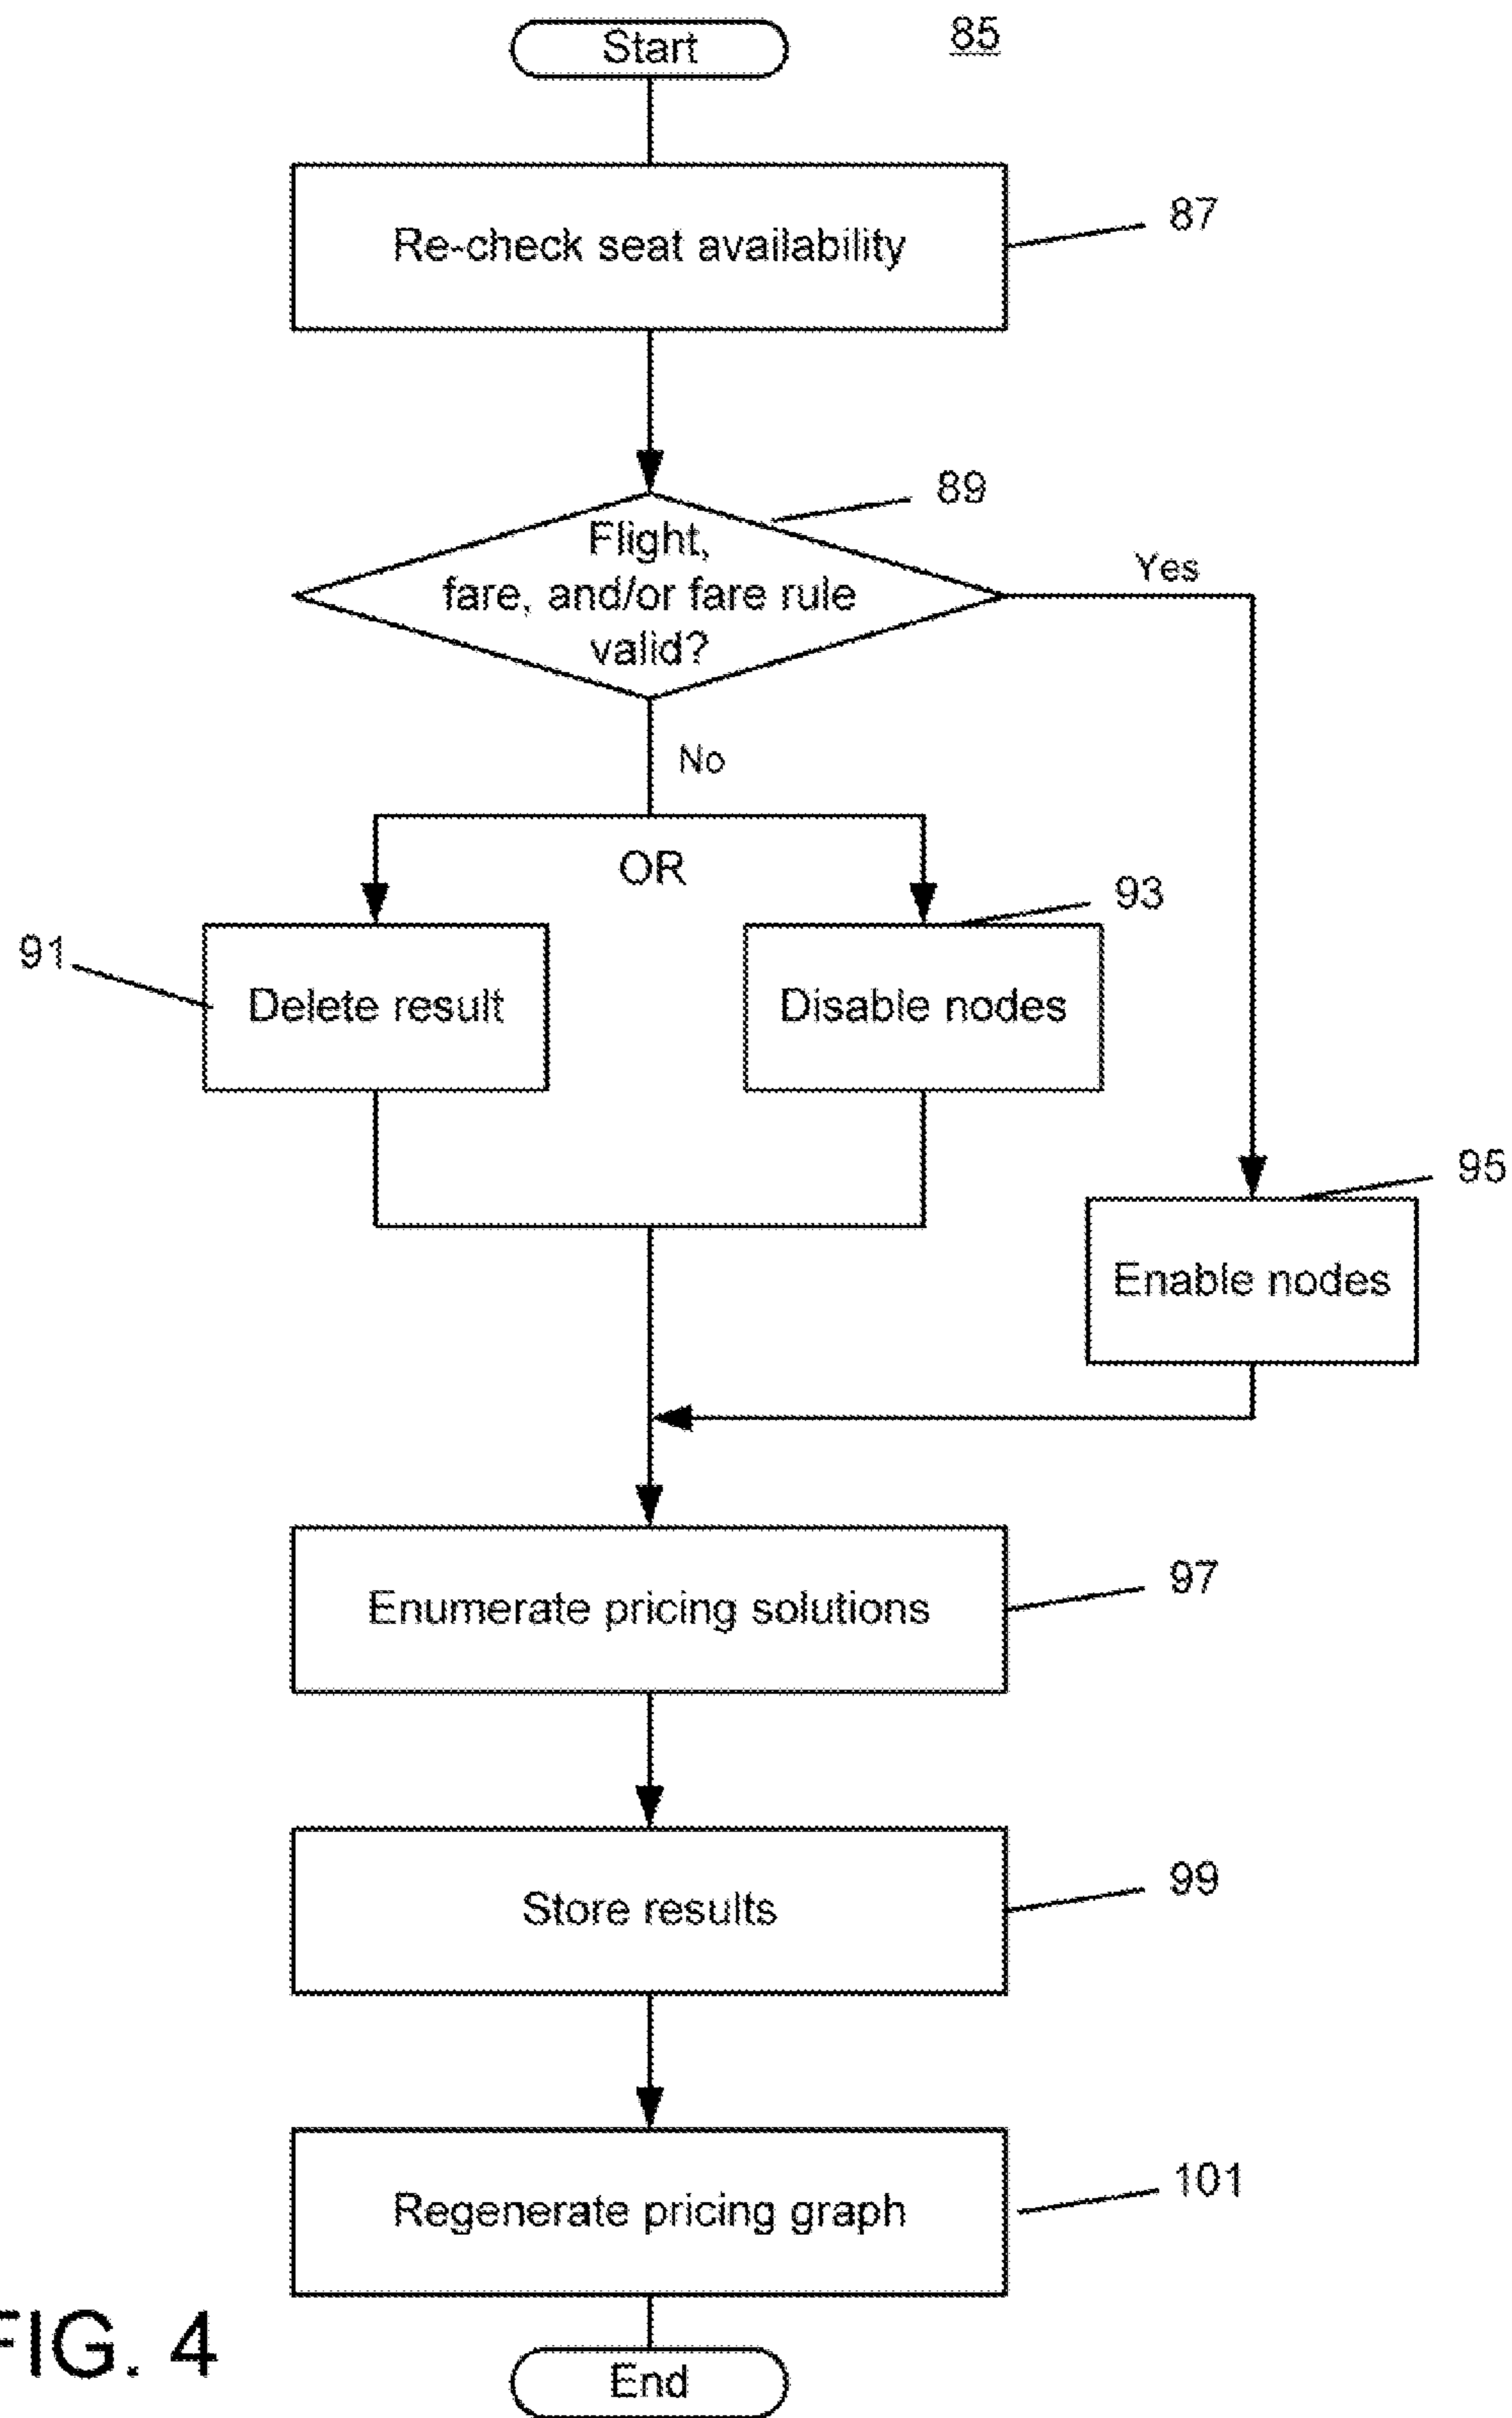 Start
85
Re-check seat availability
87
89
Flight,
fare, and/or fare rule
valid?
Yes
No
OR
93
91
Delete result
Disable nodes
95
Enable nodes
97
Enumerate pricing solutions
99
Store results
101
Regenerate pricing graph
FIG. 4
End